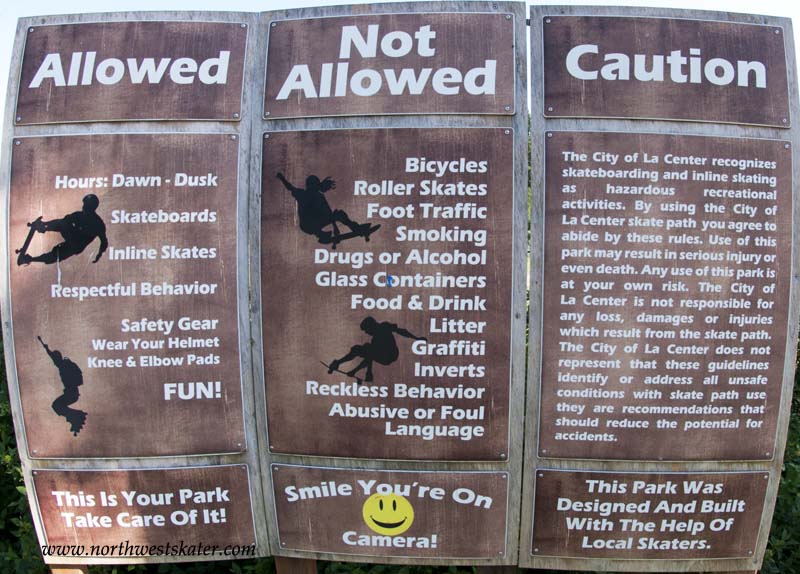 Allowed
Hours: Dawn - Dusk
Skateboards
Inline Skates
Respectful Behavior
Safety Gear
Wear Your Helmet
Knee & Elbow Pads
FUN!
This Is Your Park
Take Care Of It!
Not
Allowed
Bicycles
Roller Skates
Foot Traffic
Smoking
Drugs or Alcohol
Glass Containers
Food & Drink
Litter
Graffiti
Inverts
Reckless Behavior
Abusive or Foul
Language
Smile You're On
Camera!
Caution
The City of La Center recognizes
skateboarding and inline skating
as hazardous recreational
activities. By using the City of
La Center skate path you agree to
abide by these rules. Use of this
park may result in serious injury or
even death. Any use of this park is
at your own risk. The City of
La Center is not responsible for
any loss, damages or injuries
which result from the skate path.
The City of La Center does not
represent that these guidelines
identify or address all unsafe
conditions with skate path use
they are recommendations that
should reduce the potential for
accidents.
This Park Was
Designed And Built
With The Help Of
Local Skaters.
www.northwestskater.com